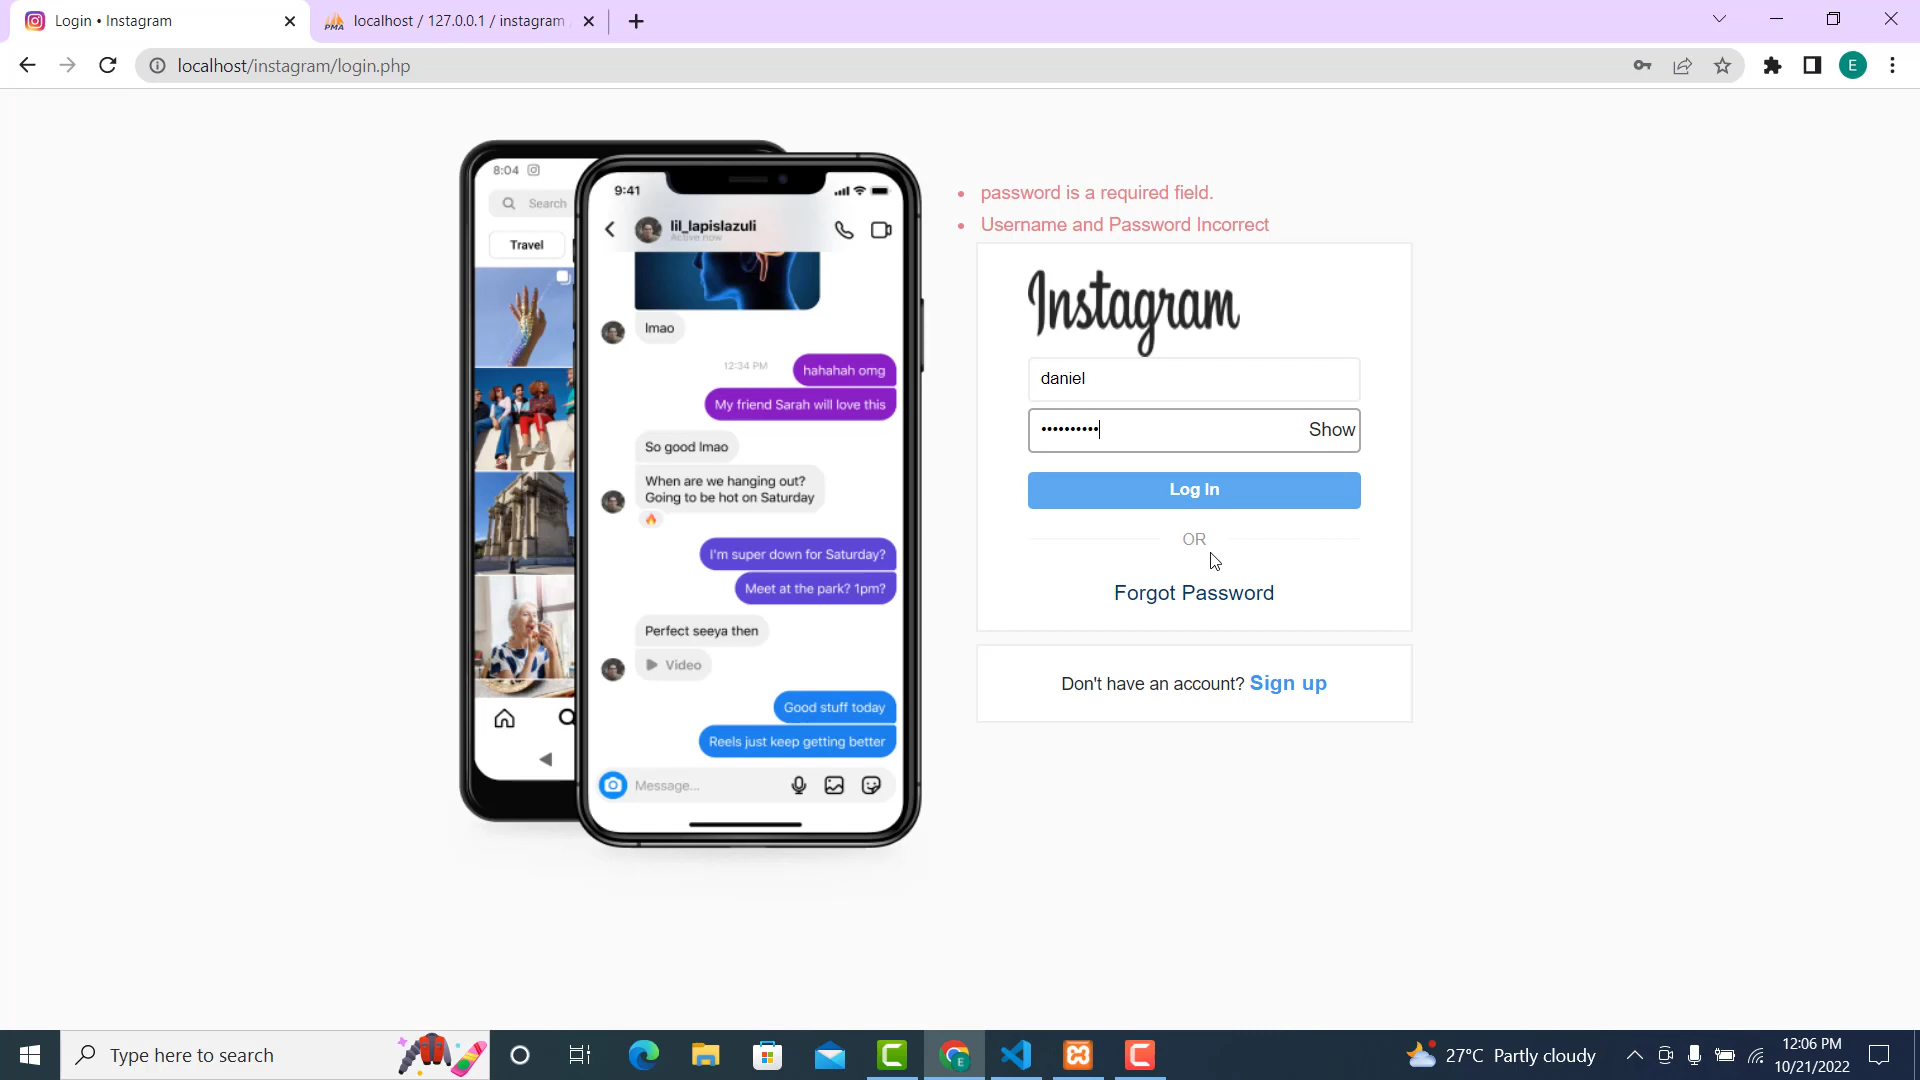 Login • Instagram
localhost / 127.0.0.1 / instagram
localhost/instagram/login.php
E
8:04
Search
Travel
9:41
lil_lapislazuli
Active now
lmao
12:34 PM
hahahah omg
My friend Sarah will love this
So good lmao
When are we hanging out?
Going to be hot on Saturday
I'm super down for Saturday?
Meet at the park? 1pm?
Perfect seeya then
Video
Good stuff today
Reels just keep getting better
Message...
• password is a required field.
• Username and Password Incorrect
Instagram
daniel
•••••••••• Show
Log In
OR
Forgot Password
Don't have an account? Sign up
Type here to search
27°C Partly cloudy
12:06 PM
10/21/2022